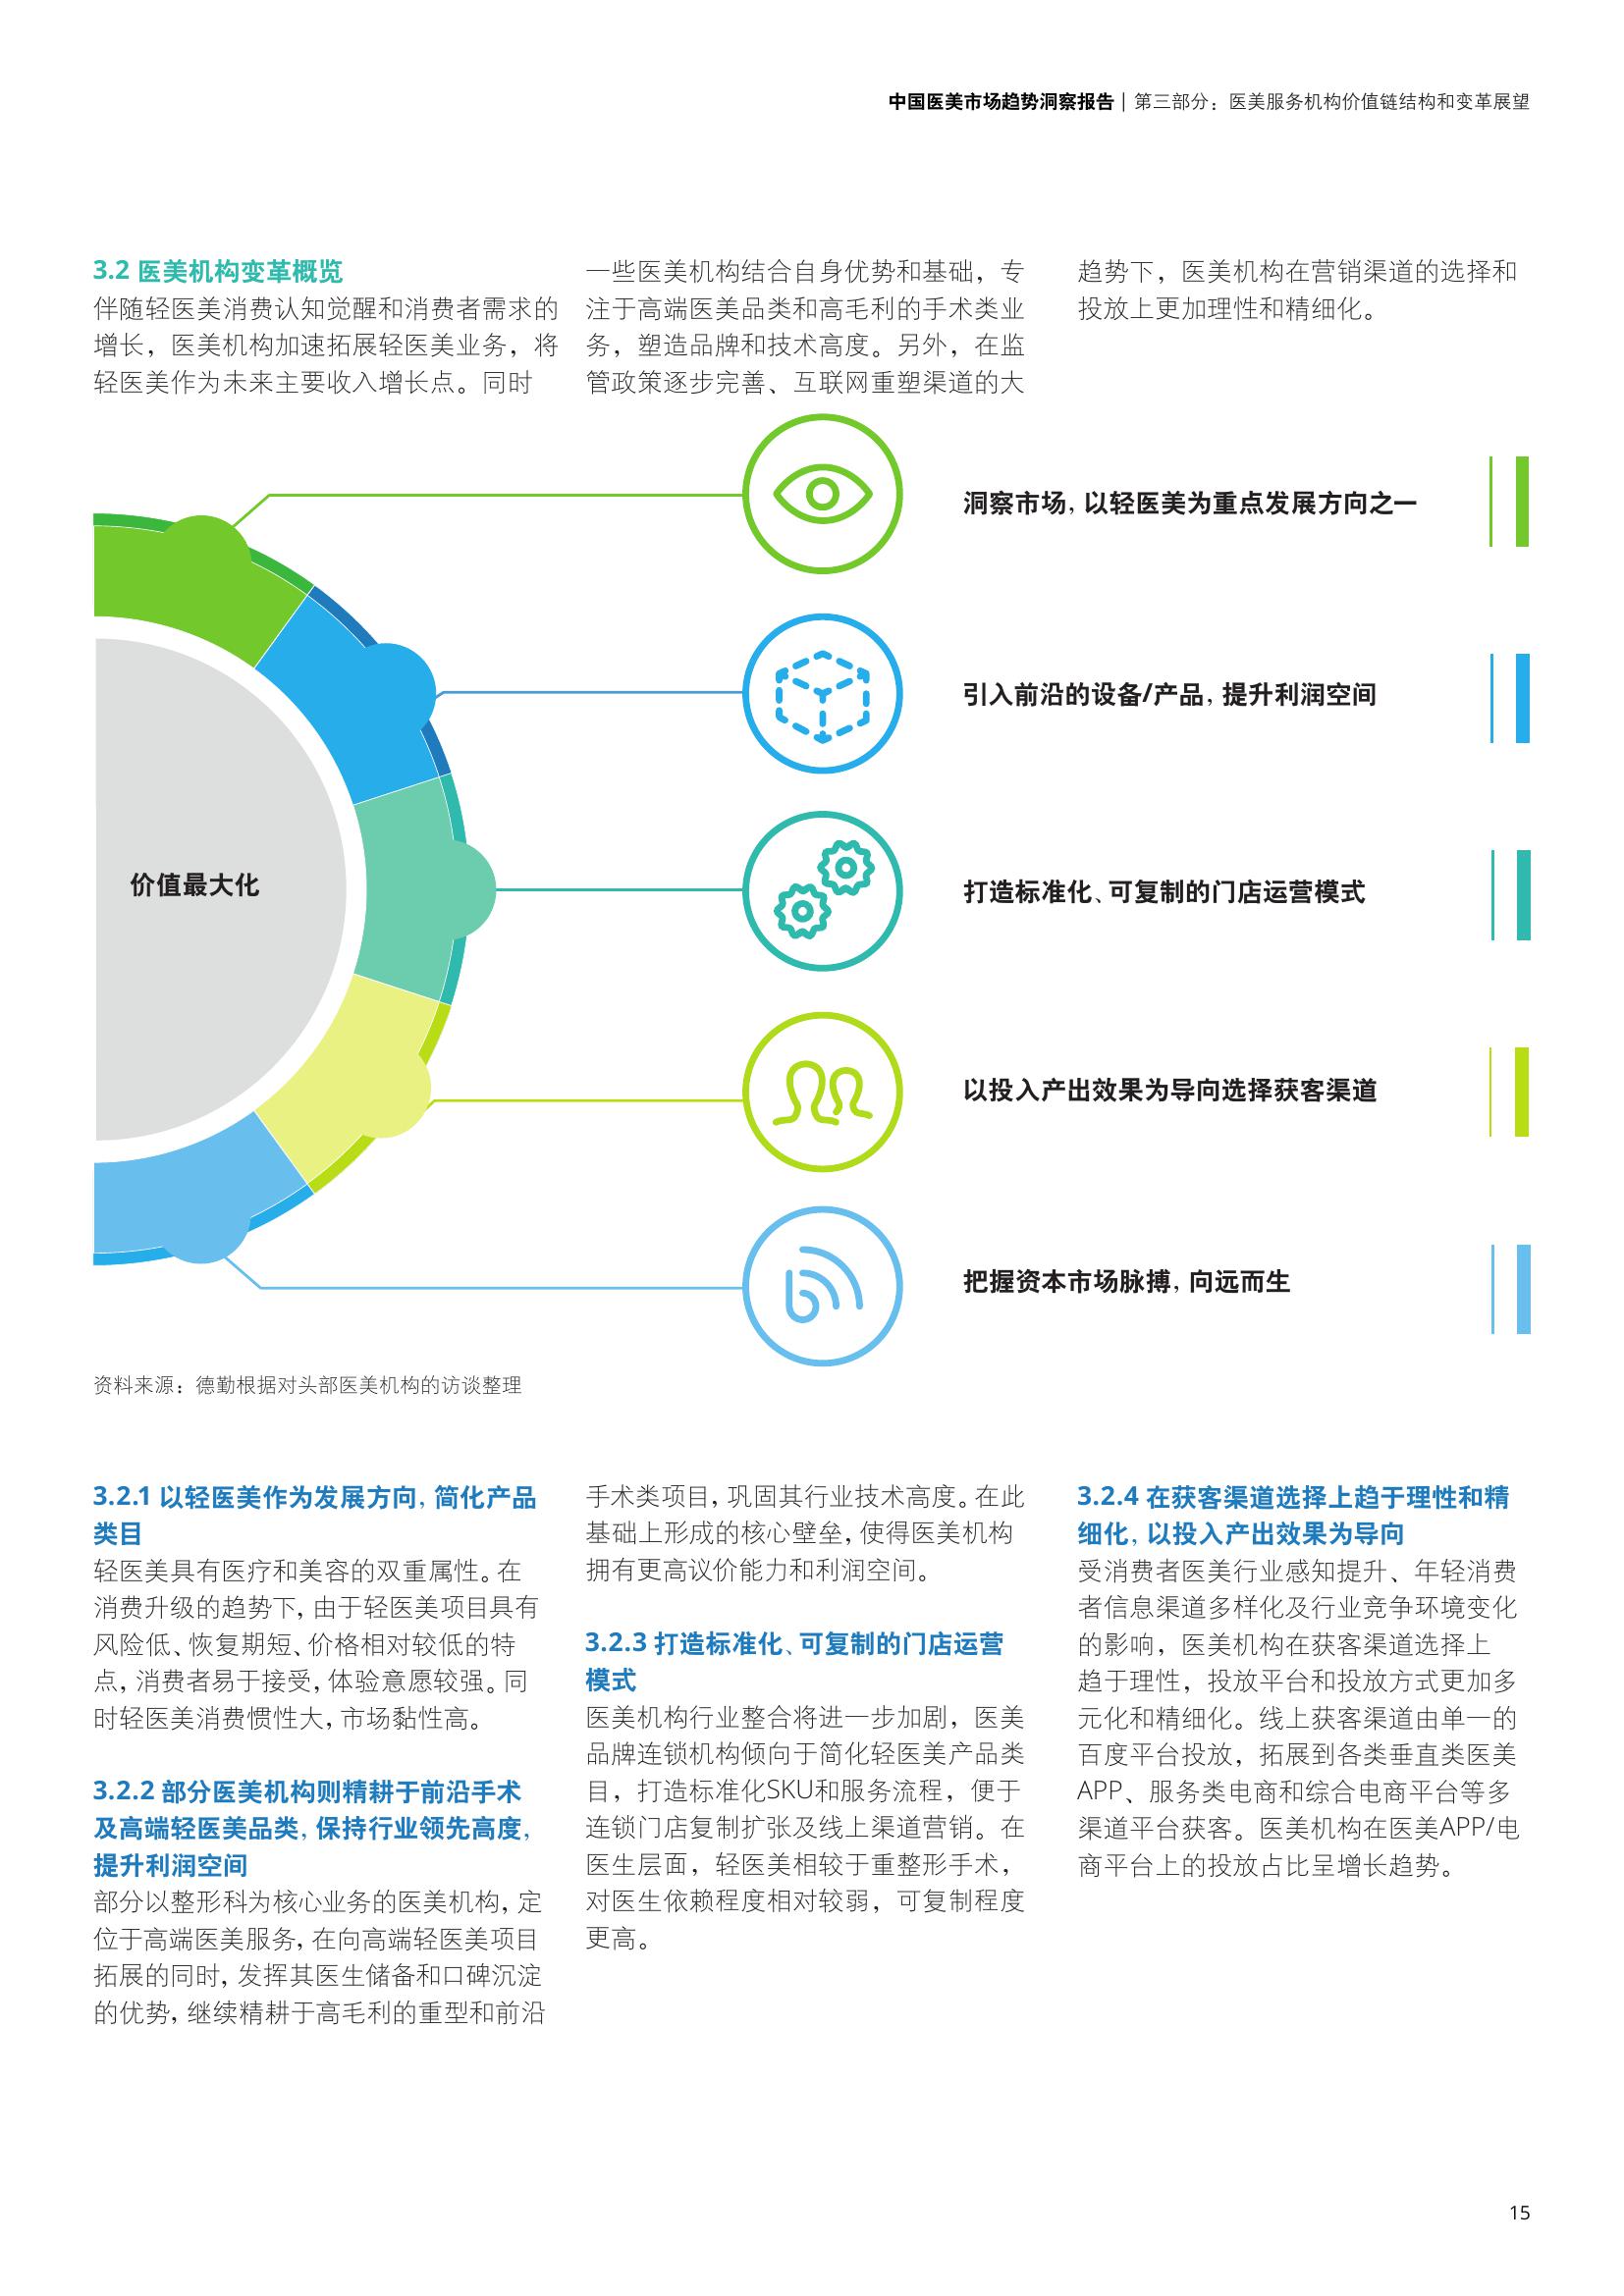 中国医美市场趋势洞察报告 | 第三部分：医美服务机构价值链结构和变革展望
3.2 医美机构变革概览
伴随轻医美消费认知觉醒和消费者需求的
增长，医美机构加速拓展轻医美业务，将
轻医美作为未来主要收入增长点。同时
一些医美机构结合自身优势和基础，专
注于高端医美品类和高毛利的手术类业
务，塑造品牌和技术高度。另外，在监
管政策逐步完善、互联网重塑渠道的大
趋势下，医美机构在营销渠道的选择和
投放上更加理性和精细化。
价值最大化
洞察市场，以轻医美为重点发展方向之一
引入前沿的设备/产品，提升利润空间
打造标准化、可复制的门店运营模式
以投入产出效果为导向选择获客渠道
把握资本市场脉搏，向远而生
资料来源：德勤根据对头部医美机构的访谈整理
3.2.1 以轻医美作为发展方向，简化产品
类目
轻医美具有医疗和美容的双重属性。在
消费升级的趋势下，由于轻医美项目具有
风险低、恢复期短、价格相对较低的特
点，消费者易于接受，体验意愿较强。同
时轻医美消费惯性大，市场黏性高。
3.2.2 部分医美机构则精耕于前沿手术
及高端轻医美品类，保持行业领先高度，
提升利润空间
部分以整形科为核心业务的医美机构，定
位于高端医美服务，在向高端轻医美项目
拓展的同时，发挥其医生储备和口碑沉淀
的优势，继续精耕于高毛利的重型和前沿
手术类项目，巩固其行业技术高度。在此
基础上形成的核心壁垒，使得医美机构
拥有更高议价能力和利润空间。
3.2.3 打造标准化、可复制的门店运营
模式
医美机构行业整合将进一步加剧，医美
品牌连锁机构倾向于简化轻医美产品类
目，打造标准化SKU和服务流程，便于
连锁门店复制扩张及线上渠道营销。在
医生层面，轻医美相较于重整形手术，
对医生依赖程度相对较弱，可复制程度
更高。
3.2.4 在获客渠道选择上趋于理性和精
细化，以投入产出效果为导向
受消费者医美行业感知提升、年轻消费
者信息渠道多样化及行业竞争环境变化
的影响，医美机构在获客渠道选择上
趋于理性，投放平台和投放方式更加多
元化和精细化。线上获客渠道由单一的
百度平台投放，拓展到各类垂直类医美
APP、服务类电商和综合电商平台等多
渠道平台获客。医美机构在医美APP/电
商平台上的投放占比呈增长趋势。
15